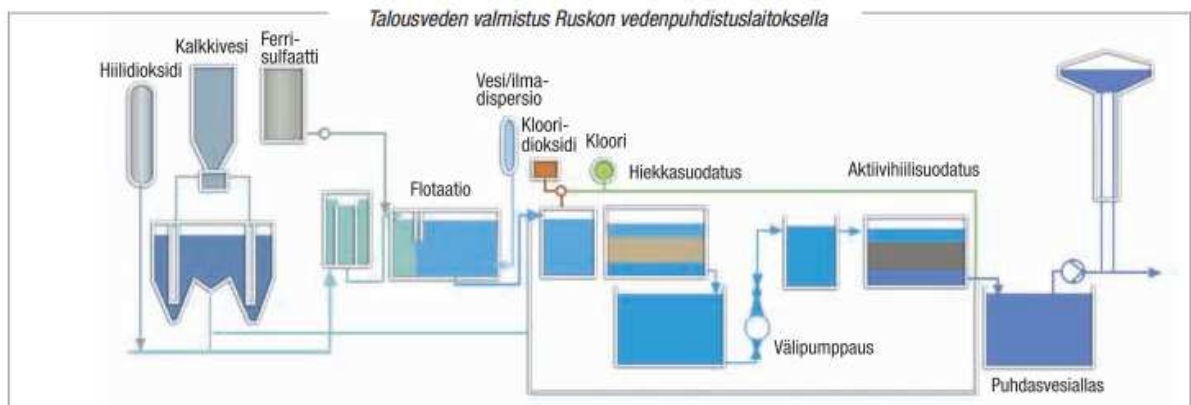 Talousveden valmistus Ruskon vedenpuhdistuslaitoksella
Hiilidioksidi
Kalkkivesi
Ferri-
sulfaatti
Vesi/ilma-
dispersio
Kloori-
dioksidi
Kloori
Flotaatio
Hiekkasuodatus
Aktiivihiilisuodatus
Välipumppaus
Puhdasvesiallas